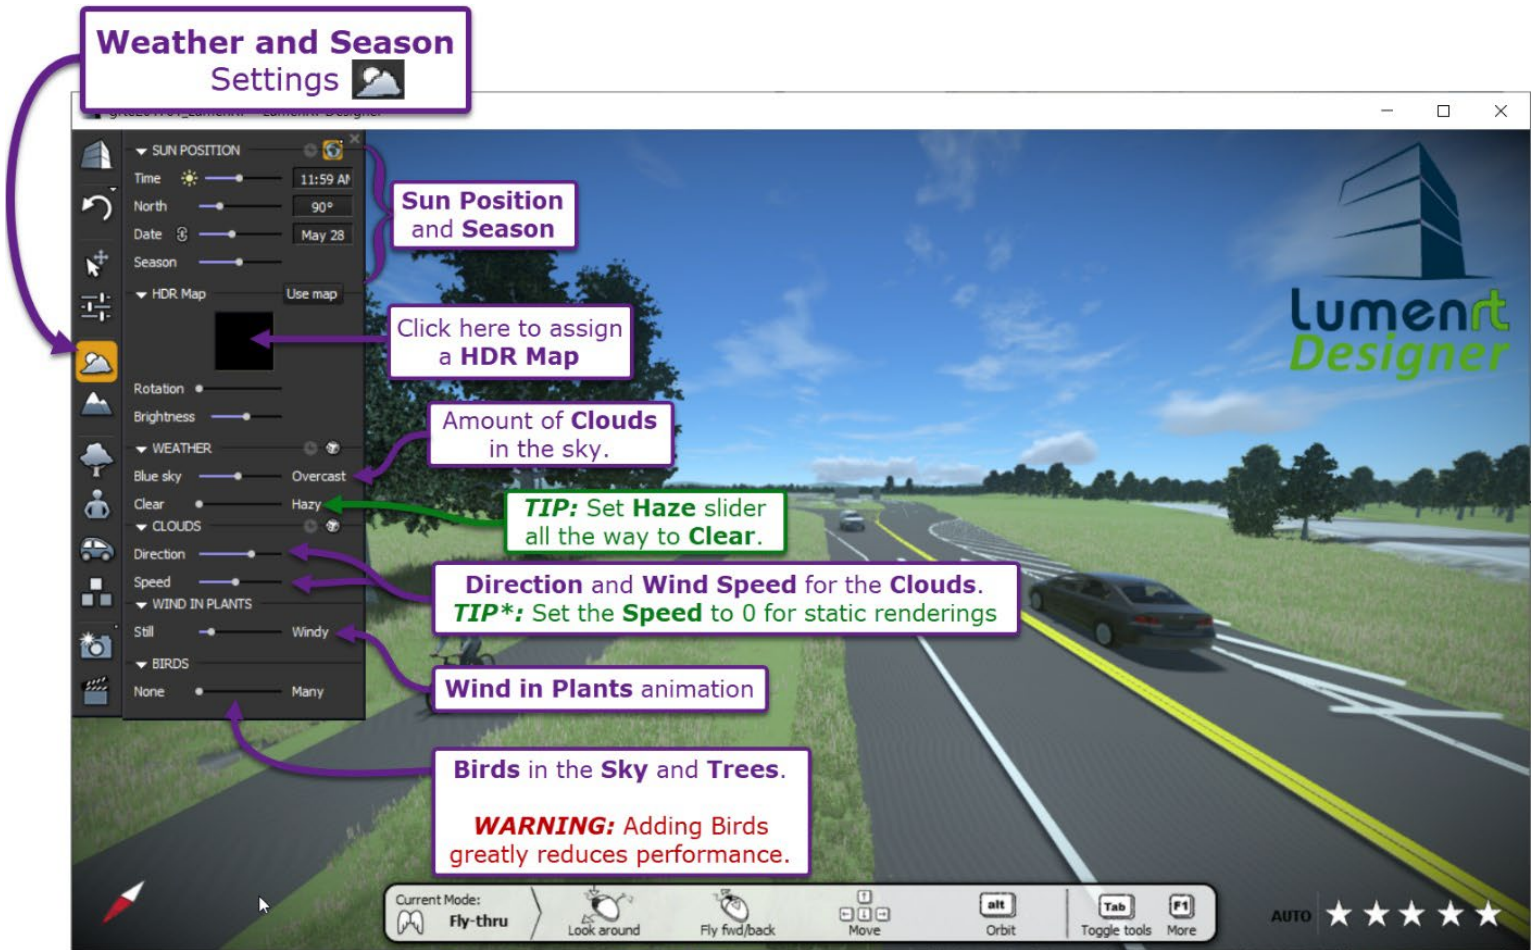 Weather and Season
Settings
SUN POSITION
Time
11:59 AM
North
90°
Date
May 28
Season
HDR Map
Use map
Rotation
Brightness
WEATHER
Blue sky
Overcast
Clear
Hazy
CLOUDS
Direction
Speed
WIND IN PLANTS
Still
Windy
BIRDS
None
Many
Sun Position
and Season
Click here to assign
a HDR Map
Amount of Clouds
in the sky.
TIP: Set Haze slider
all the way to Clear.
Direction and Wind Speed for the Clouds.
TIP*: Set the Speed to 0 for static renderings
Wind in Plants animation
Birds in the Sky and Trees.
WARNING: Adding Birds
greatly reduces performance.
Lumenrt
Designer
Current Mode:
Fly-thru
Look around
Fly fwd/back
Move
alt
Orbit
Tab
Toggle tools
F1
More
AUTO